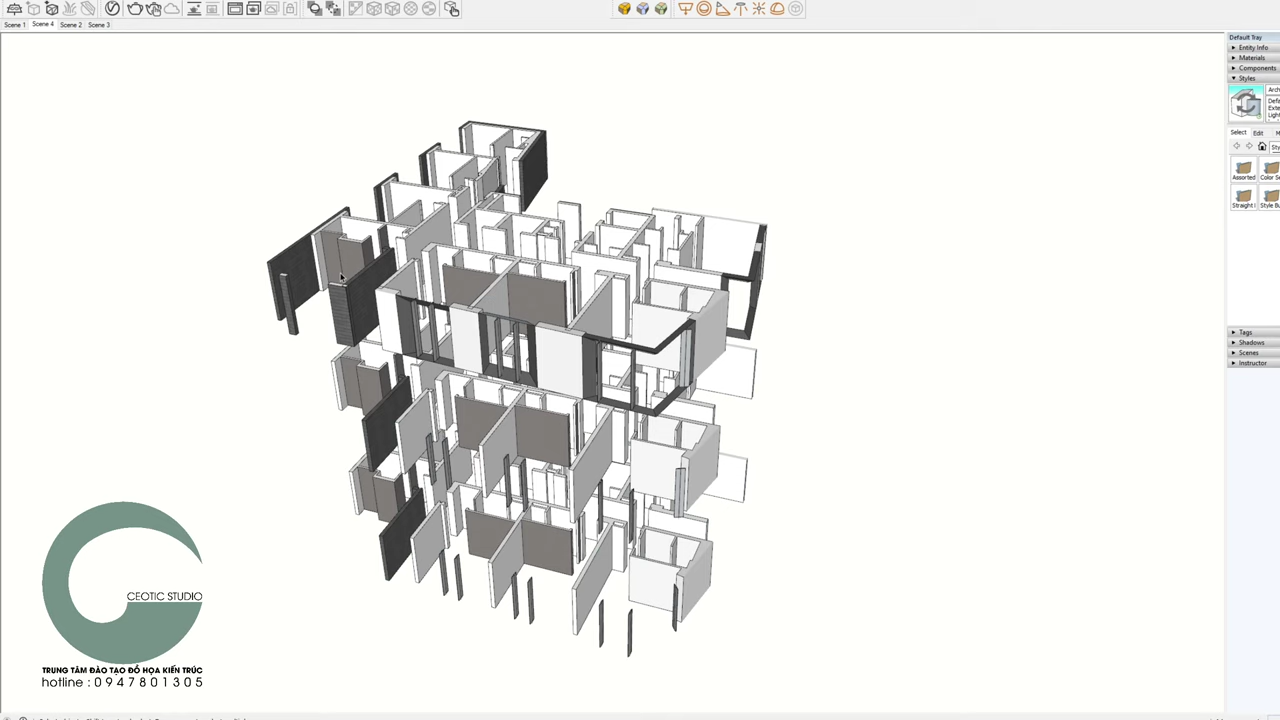 Scene 1 Scene 4 Scene 2 Scene 3
Default Tray
Entity Info
Materials
Components
Styles
Select Edit
Assorted
Straight
Tags
Shadows
Scenes
Instructor
CEOTIC STUDIO
TRUNG TÂM ĐÀO TẠO ĐỒ HỌA KIẾN TRÚC
hotline : 0 9 4 7 8 0 1 3 0 5